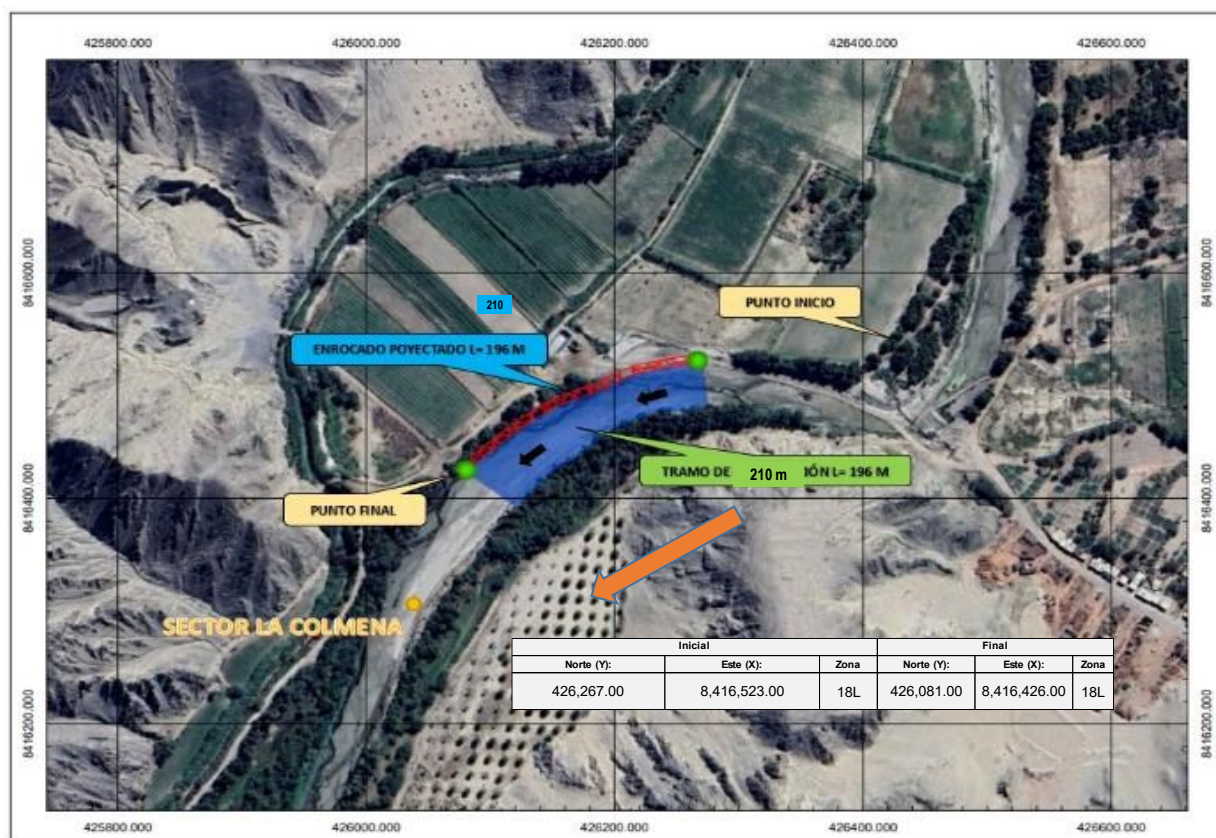 425800.000 426000.000 426200.000 426400.000 426600.000
8416600.000
8416600.000
PUNTO INICIO
210
ENROCADO POYECTADO L= 196 M
TRAMO DE 210 m IÓN L= 196 M
8416400.000
8416400.000
PUNTO FINAL
SECTOR LA COLMENA
Inicial Final
Norte (Y): Este (X): Zona Norte (Y): Este (X): Zona
426,267.00 8,416,523.00 18L 426,081.00 8,416,426.00 18L
8416200.000
8416200.000
425800.000 426000.000 426200.000 426400.000 426600.000